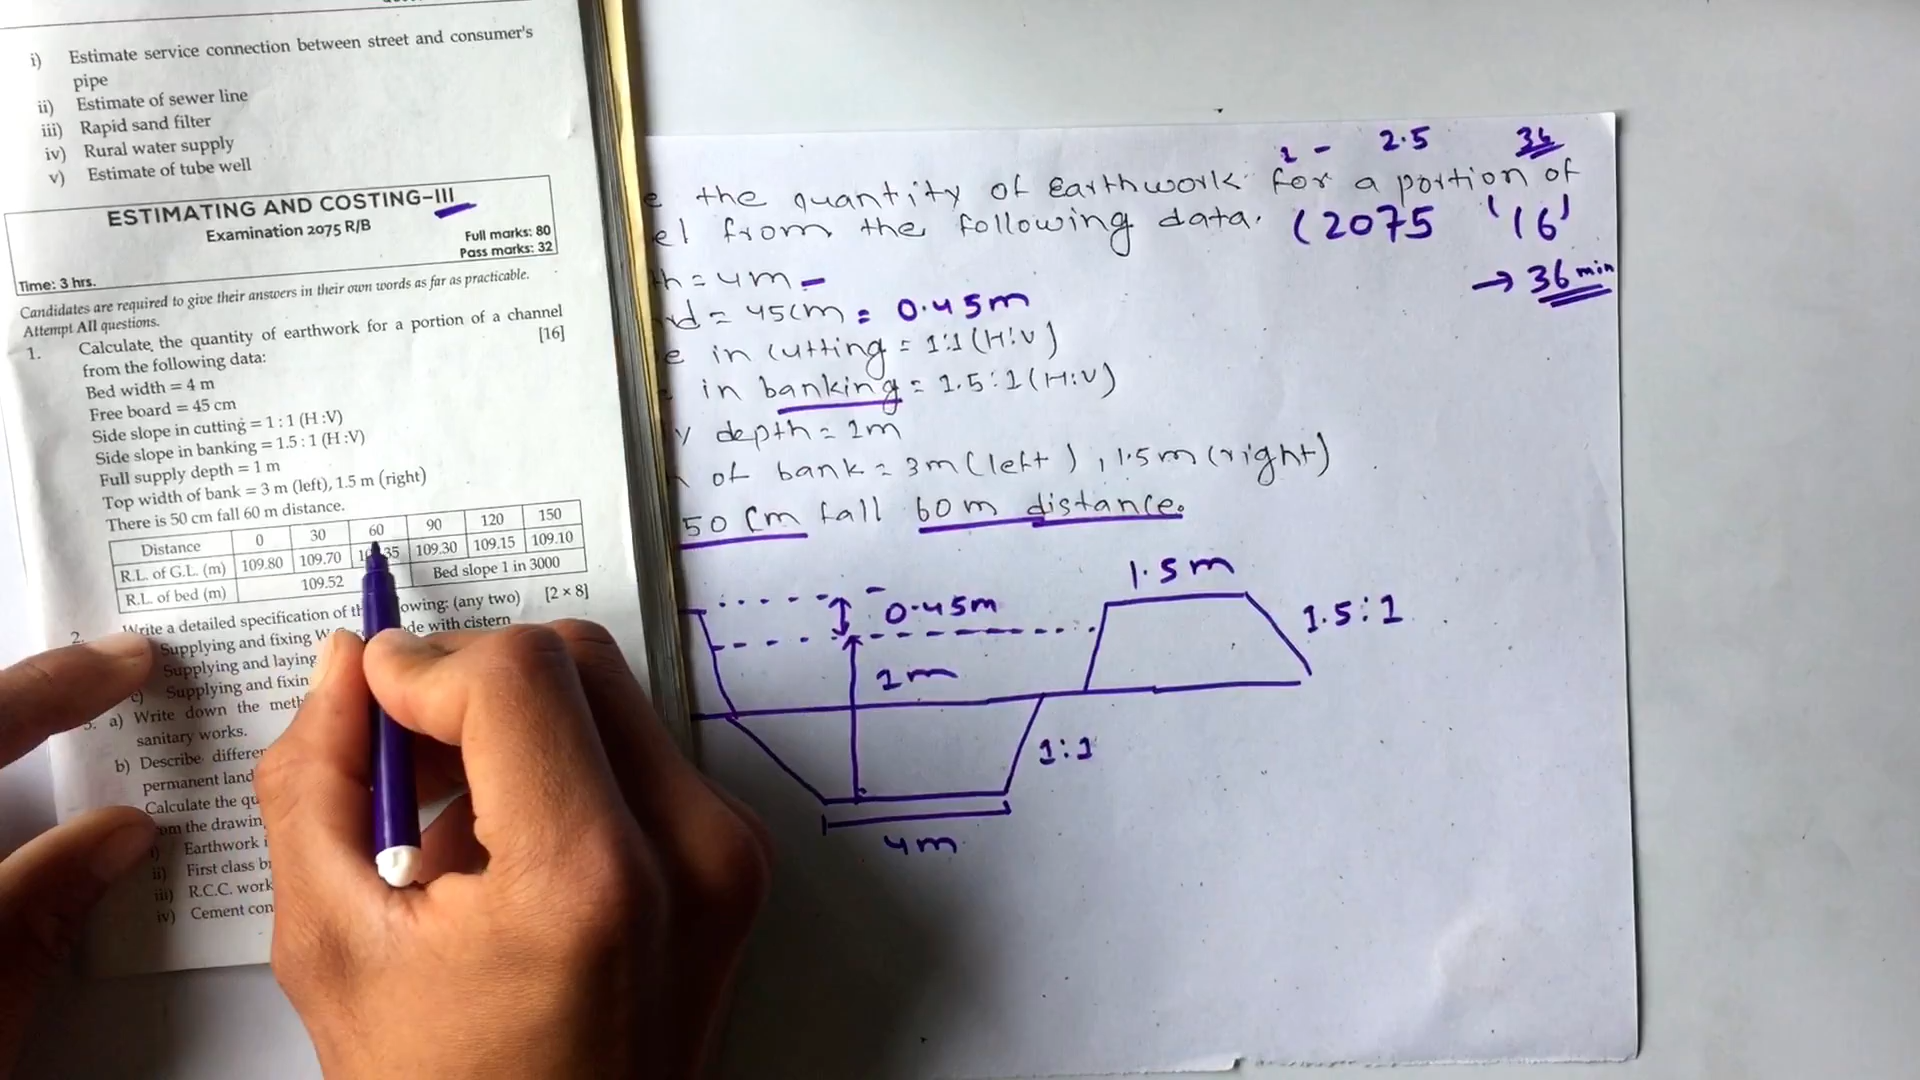 i) Estimate service connection between street and consumer's
pipe
ii) Estimate of sewer line
iii) Rapid sand filter
iv) Rural water supply
v) Estimate of tube well
ESTIMATING AND COSTING–III
Examination 2075 R/B
Full marks: 80
Time: 3 hrs. Pass marks: 32
Candidates are required to give their answers in their own words as far as practicable.
Attempt All questions.
1. Calculate, the quantity of earthwork for a portion of a channel
from the following data: [16]
Bed width = 4 m
Free board = 45 cm
Side slope in cutting = 1 : 1 (H :V)
Side slope in banking = 1.5 : 1 (H :V)
Full supply depth = 1 m
Top width of bank = 3 m (left), 1.5 m (right)
There is 50 cm fall 60 m distance.
Distance 0 30 60 90 120 150
R.L. of G.L. (m) 109.80 109.70 35 109.30 109.15 109.10
R.L. of bed (m) 109.52 Bed slope 1 in 3000
2. Write a detailed specification of th owing: (any two) [2 × 8]
Supplying and fixing W de with cistern
Supplying and laying
c) Supplying and fixin
a) Write down the meth
sanitary works.
b) Describe differen
permanent land
Calculate the qu
om the drawin
i) Earthwork i
ii) First class b
iii) R.C.C. work
iv) Cement con
1 - 2.5 36
e the quantity of Earthwork for a portion of
el from the following data. (2075 '16'
→ 36 min
th = 4m
rd = 45cm = 0.45m
e in cutting = 1:1 (H:V)
in banking = 1.5:1 (H:V)
y depth = 1m
of bank = 3m (left), 1.5m (right)
50 cm fall 60 m distance.
1.5m
0.45m
1.5:1
1m
1:1
4m